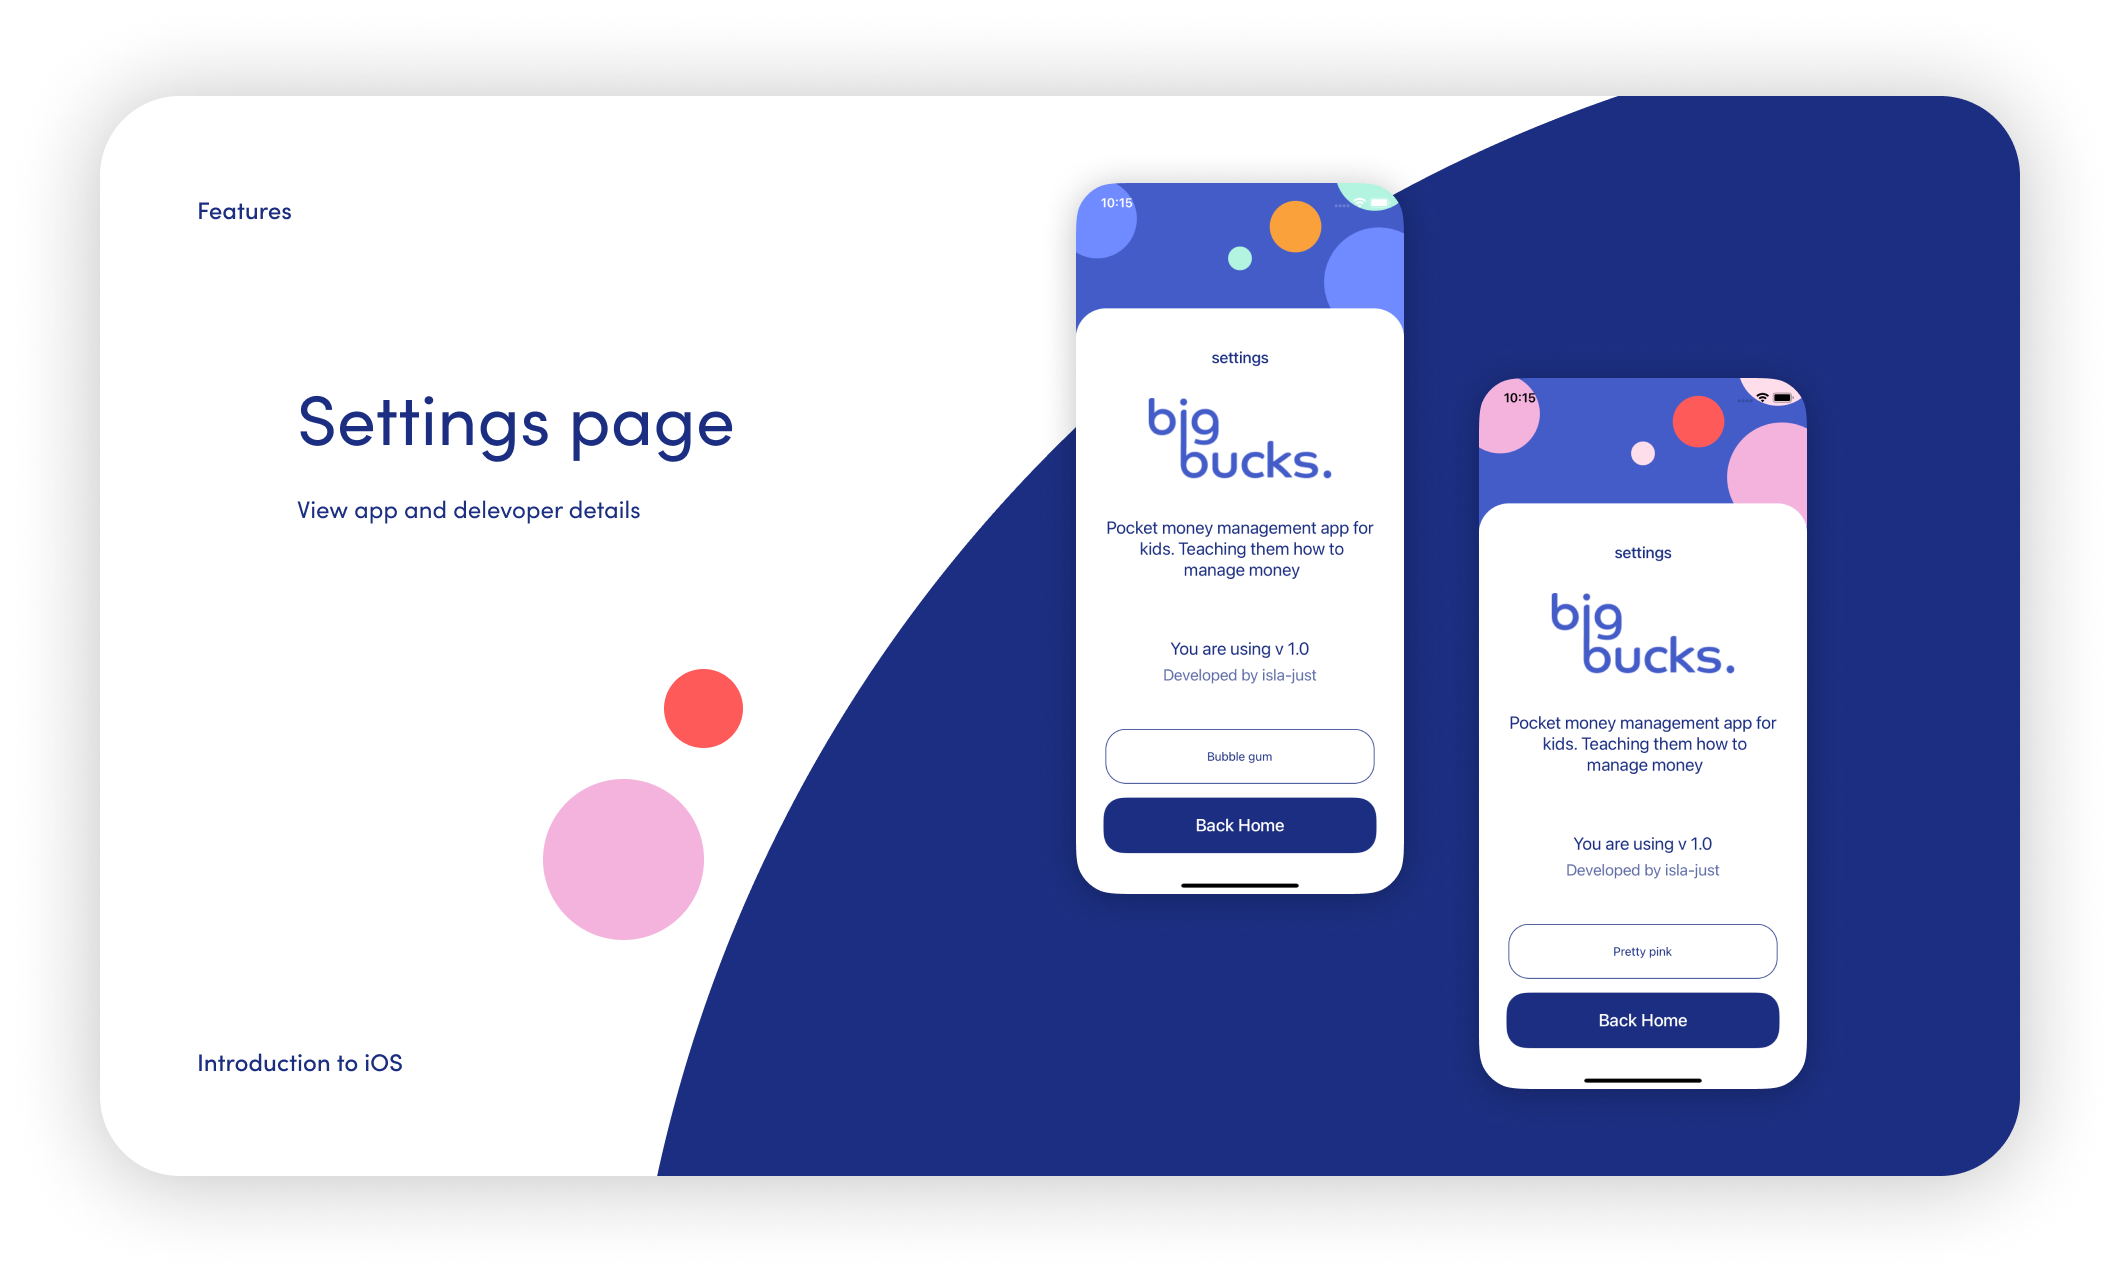 Features
Settings page
View app and delevoper details
Introduction to iOS
10:15
settings
big
bucks.
Pocket money management app for
kids. Teaching them how to
manage money
You are using v 1.0
Developed by isla-just
Bubble gum
Back Home
10:15
settings
big
bucks.
Pocket money management app for
kids. Teaching them how to
manage money
You are using v 1.0
Developed by isla-just
Pretty pink
Back Home